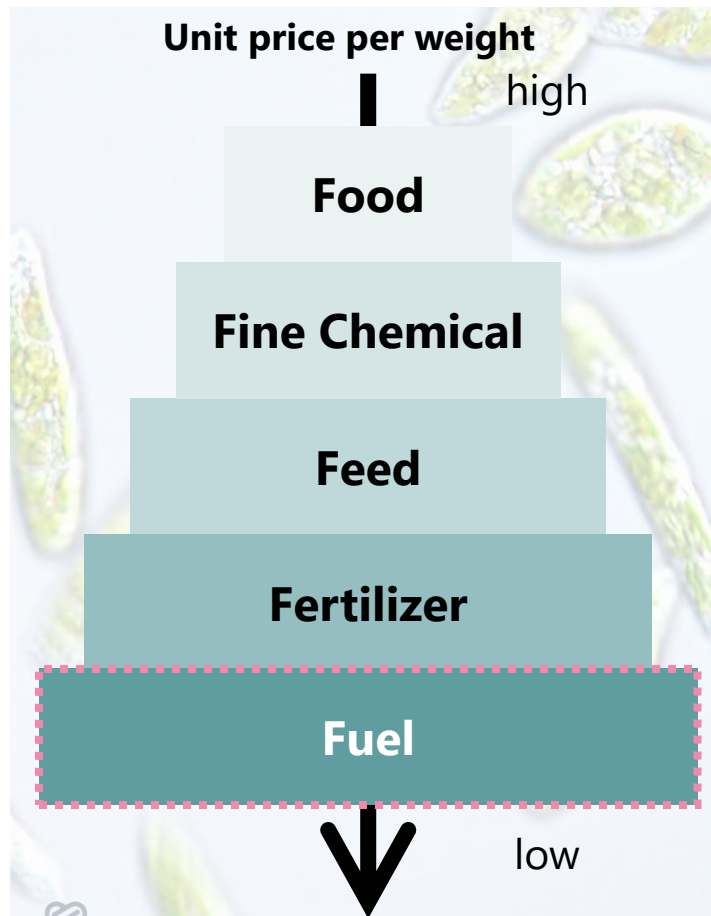 Unit price per weight
high
Food
Fine Chemical
Feed
Fertilizer
Fuel
low